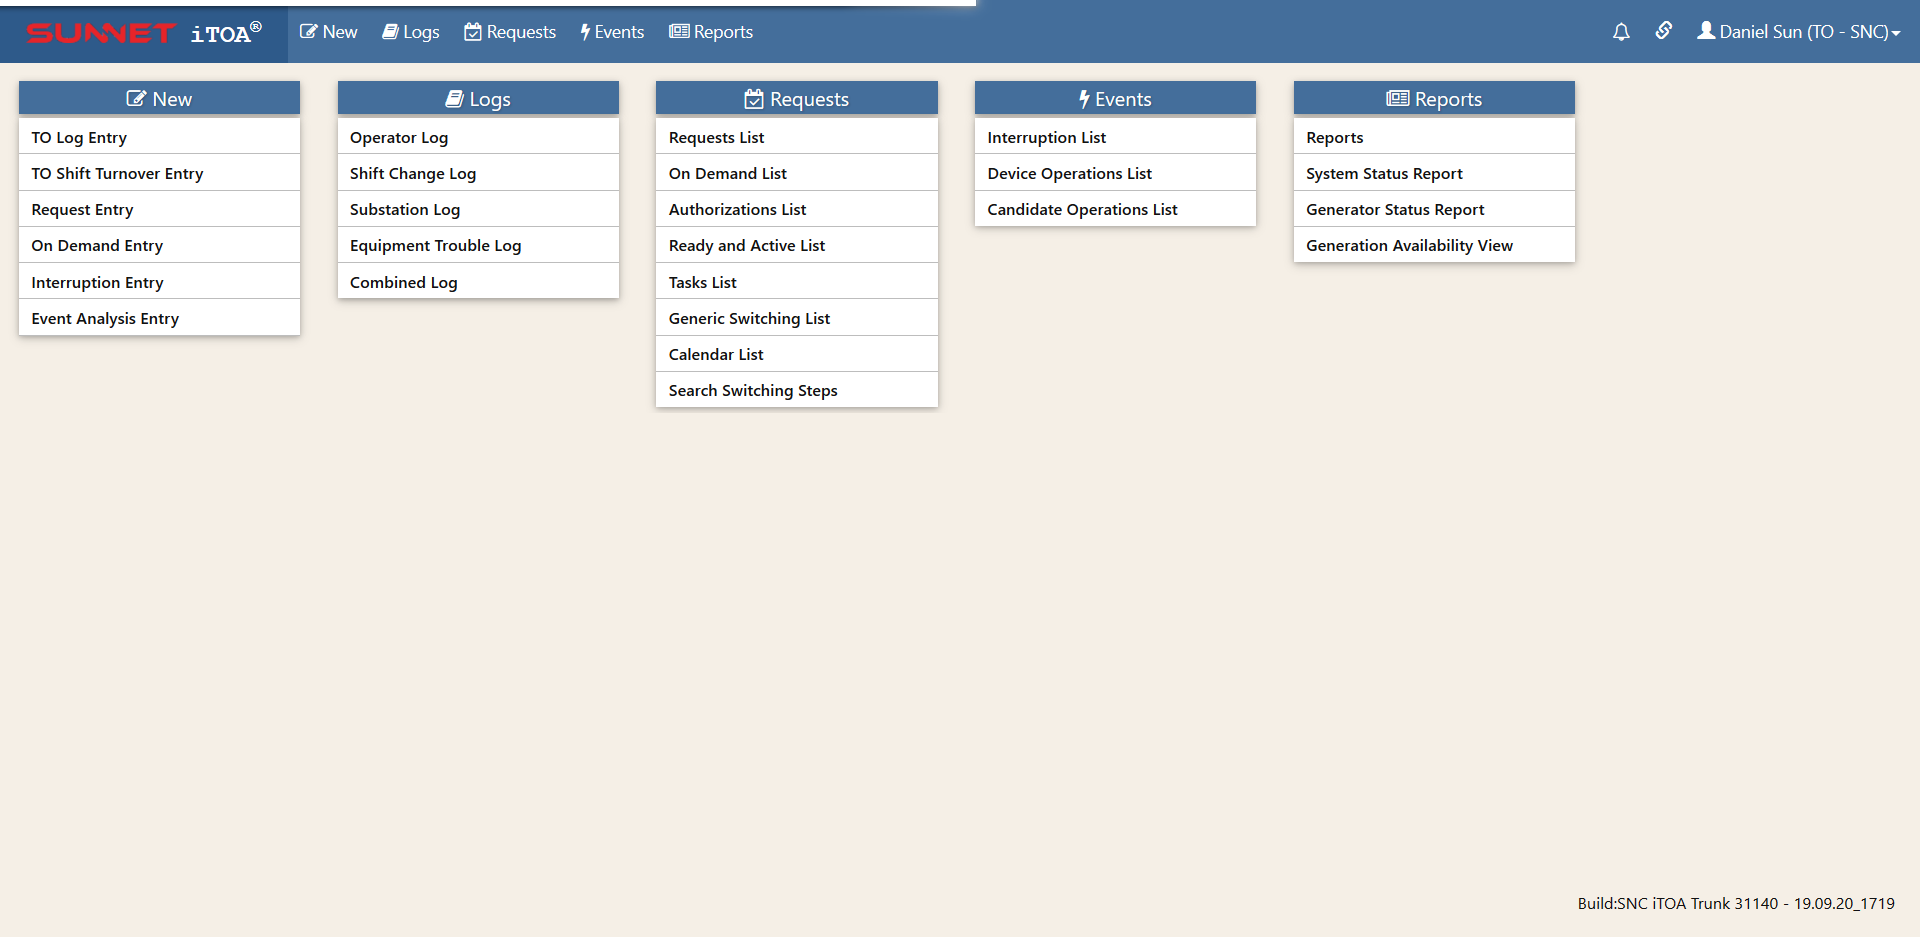 SUNNET iTOA® New Logs Requests Events Reports Daniel Sun (TO - SNC)
New
TO Log Entry
TO Shift Turnover Entry
Request Entry
On Demand Entry
Interruption Entry
Event Analysis Entry
Logs
Operator Log
Shift Change Log
Substation Log
Equipment Trouble Log
Combined Log
Requests
Requests List
On Demand List
Authorizations List
Ready and Active List
Tasks List
Generic Switching List
Calendar List
Search Switching Steps
Events
Interruption List
Device Operations List
Candidate Operations List
Reports
Reports
System Status Report
Generator Status Report
Generation Availability View
Build:SNC iTOA Trunk 31140 - 19.09.20_1719